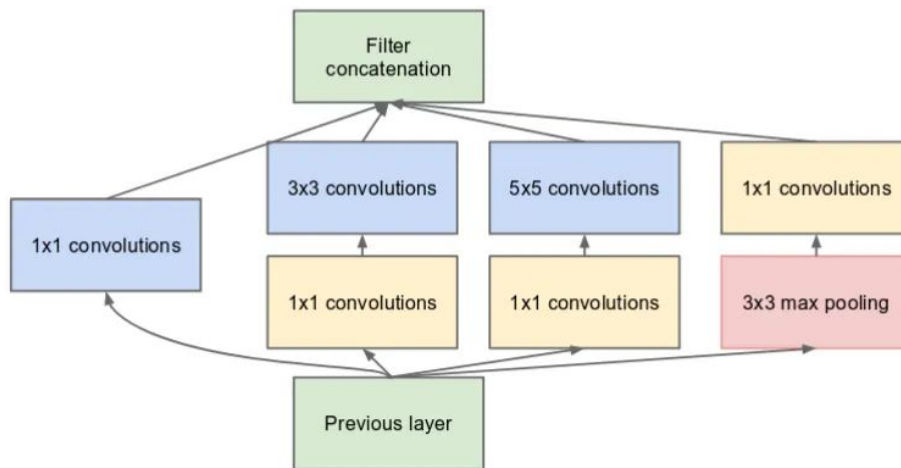 Filter
concatenation
3x3 convolutions
5x5 convolutions
1x1 convolutions
1x1 convolutions
1x1 convolutions
1x1 convolutions
3x3 max pooling
Previous layer